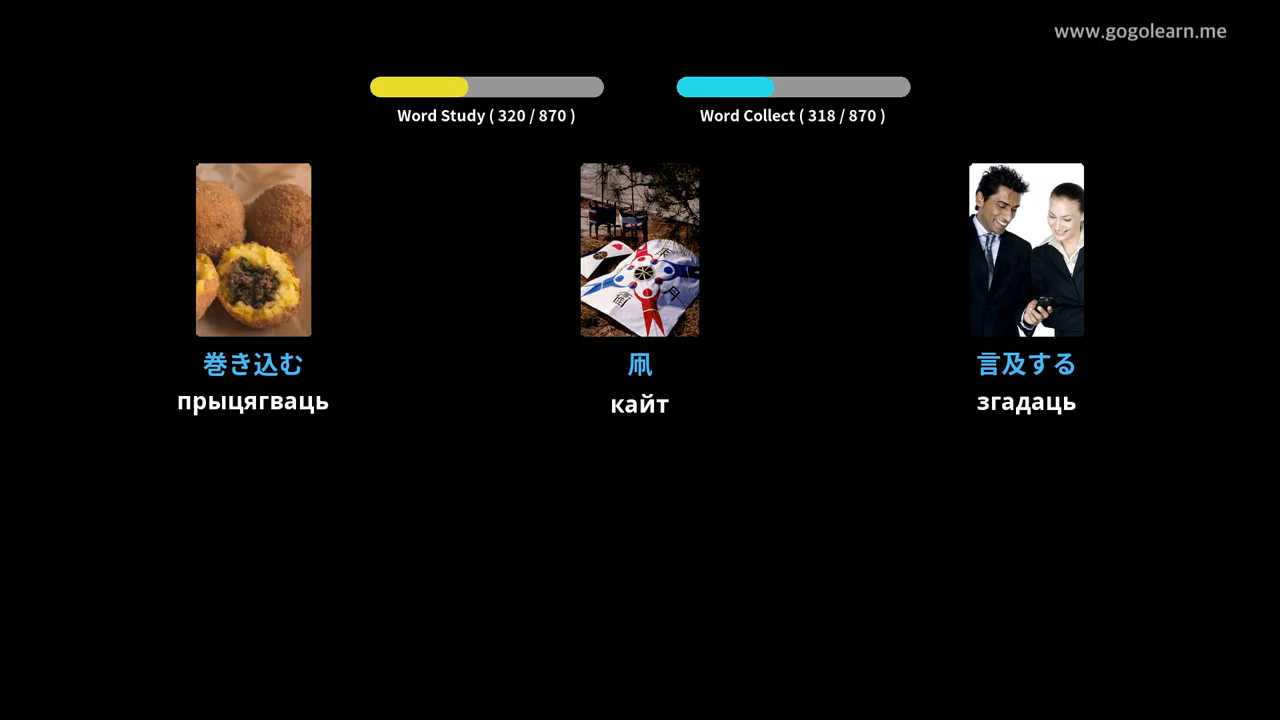 www.gogolearn.me
Word Study ( 320 / 870 )
Word Collect ( 318 / 870 )
巻き込む
凧
言及する
прыцягваць
кайт
згадаць